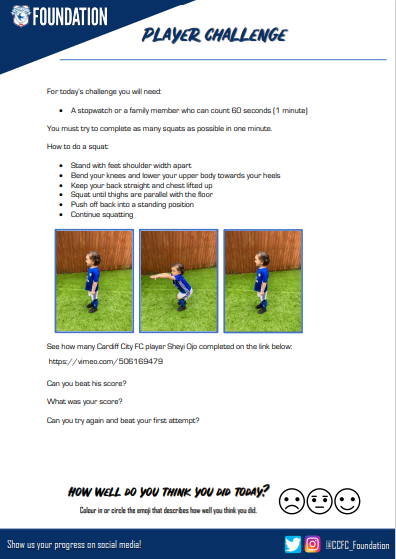 FOUNDATION
PLAYER CHALLENGE
For today's challenge you will need:
• A stopwatch or a family member who can count 60 seconds (1 minute)
You must try to complete as many squats as possible in one minute.
How to do a squat:
• Stand with feet shoulder width apart
• Bend your knees and lower your upper body towards your heels
• Keep your back straight and chest lifted up
• Squat until thighs are parallel with the floor
• Push off back into a standing position
• Continue squatting
See how many Cardiff City FC player Sheyi Ojo completed on the link below:
https://vimeo.com/506169479
Can you beat his score?
What was your score?
Can you try again and beat your first attempt?
HOW WELL DO YOU THINK YOU DID TODAY?
Colour in or circle the emoji that describes how well you think you did.
Show us your progress on social media!
@CCFC_Foundation